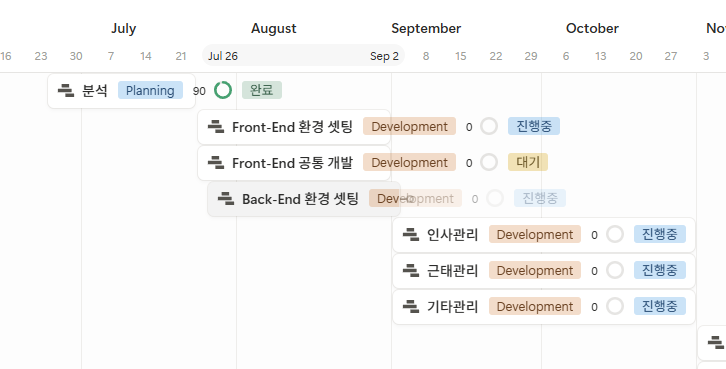 July August September October Nov
16 23 30 7 14 21 Jul 26 Sep 2 8 15 22 29 6 13 20 27 3
분석 Planning 90 완료
Front-End 환경 셋팅 Development 0 진행중
Front-End 공통 개발 Development 0 대기
Back-End 환경 셋팅 Development 0 진행중
인사관리 Development 0 진행중
근태관리 Development 0 진행중
기타관리 Development 0 진행중